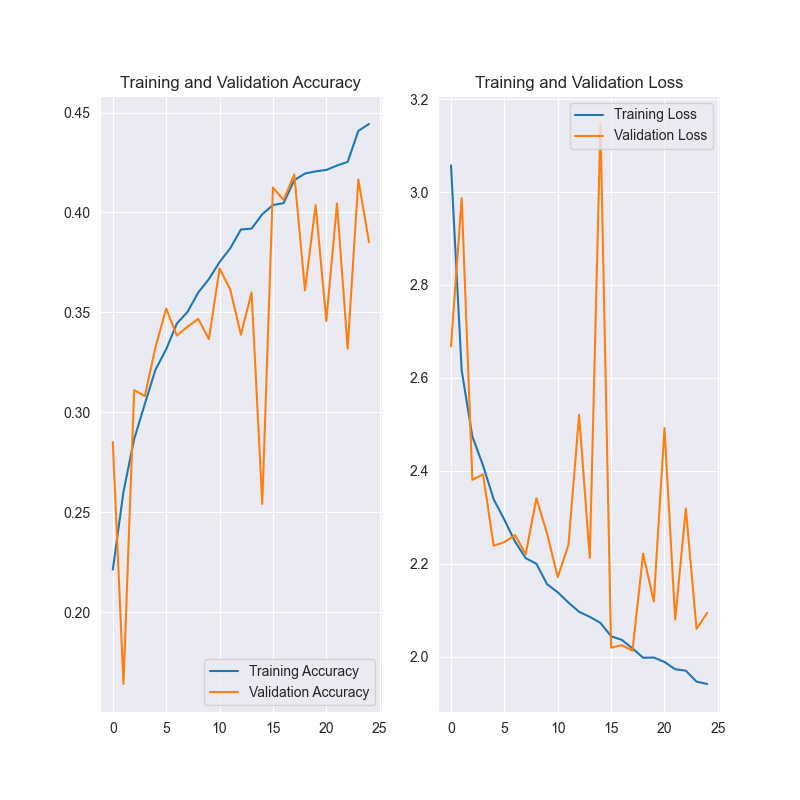 Training and Validation Accuracy
0.45
0.40
0.35
0.30
0.25
0.20
0 5 10 15 20 25
Training Accuracy
Validation Accuracy
Training and Validation Loss
3.2
3.0
2.8
2.6
2.4
2.2
2.0
0 5 10 15 20 25
Training Loss
Validation Loss